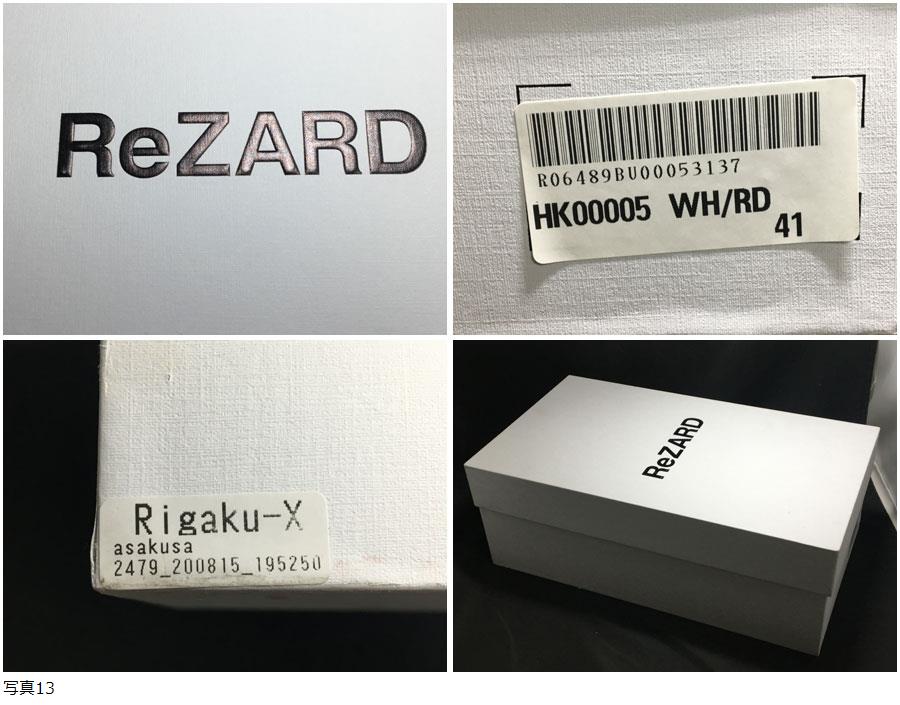 ReZARD
R06489BU00053137
HK00005 WH/RD
41
Rigaku-X
asakusa
2479_200815_195250
ReZARD
写真13